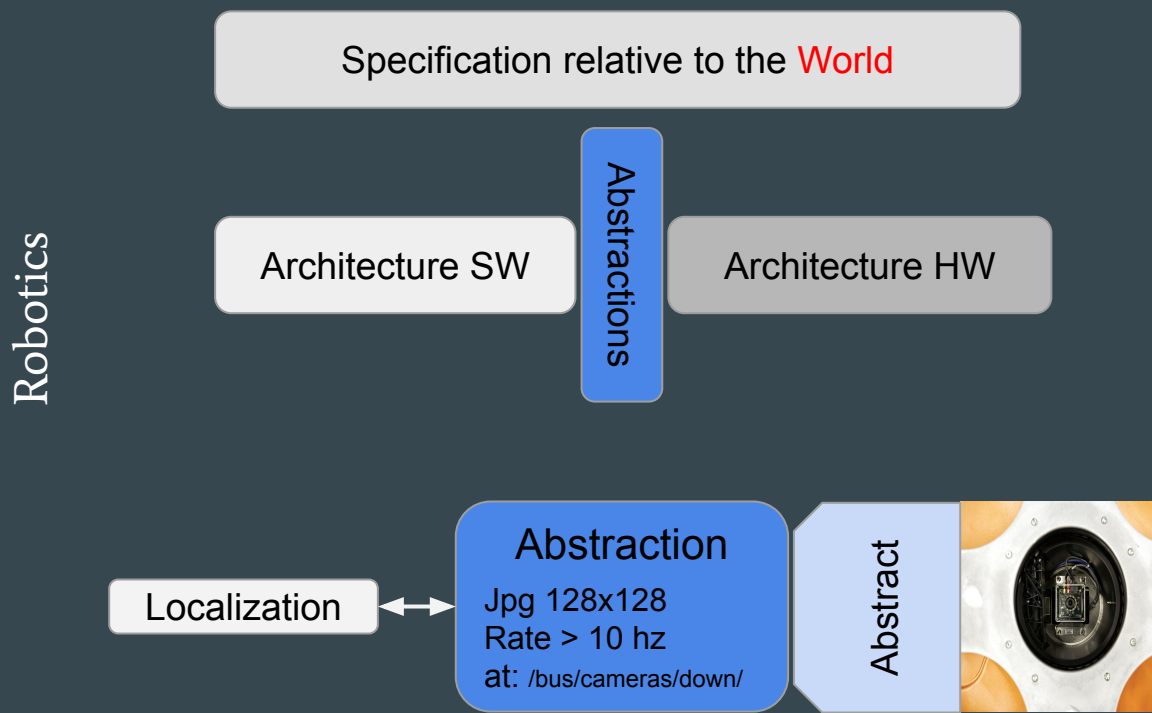 Specification relative to the World
Robotics
Architecture SW
Abstractions
Architecture HW
Localization
Abstraction
Jpg 128x128
Rate > 10 hz
at: /bus/cameras/down/
Abstract